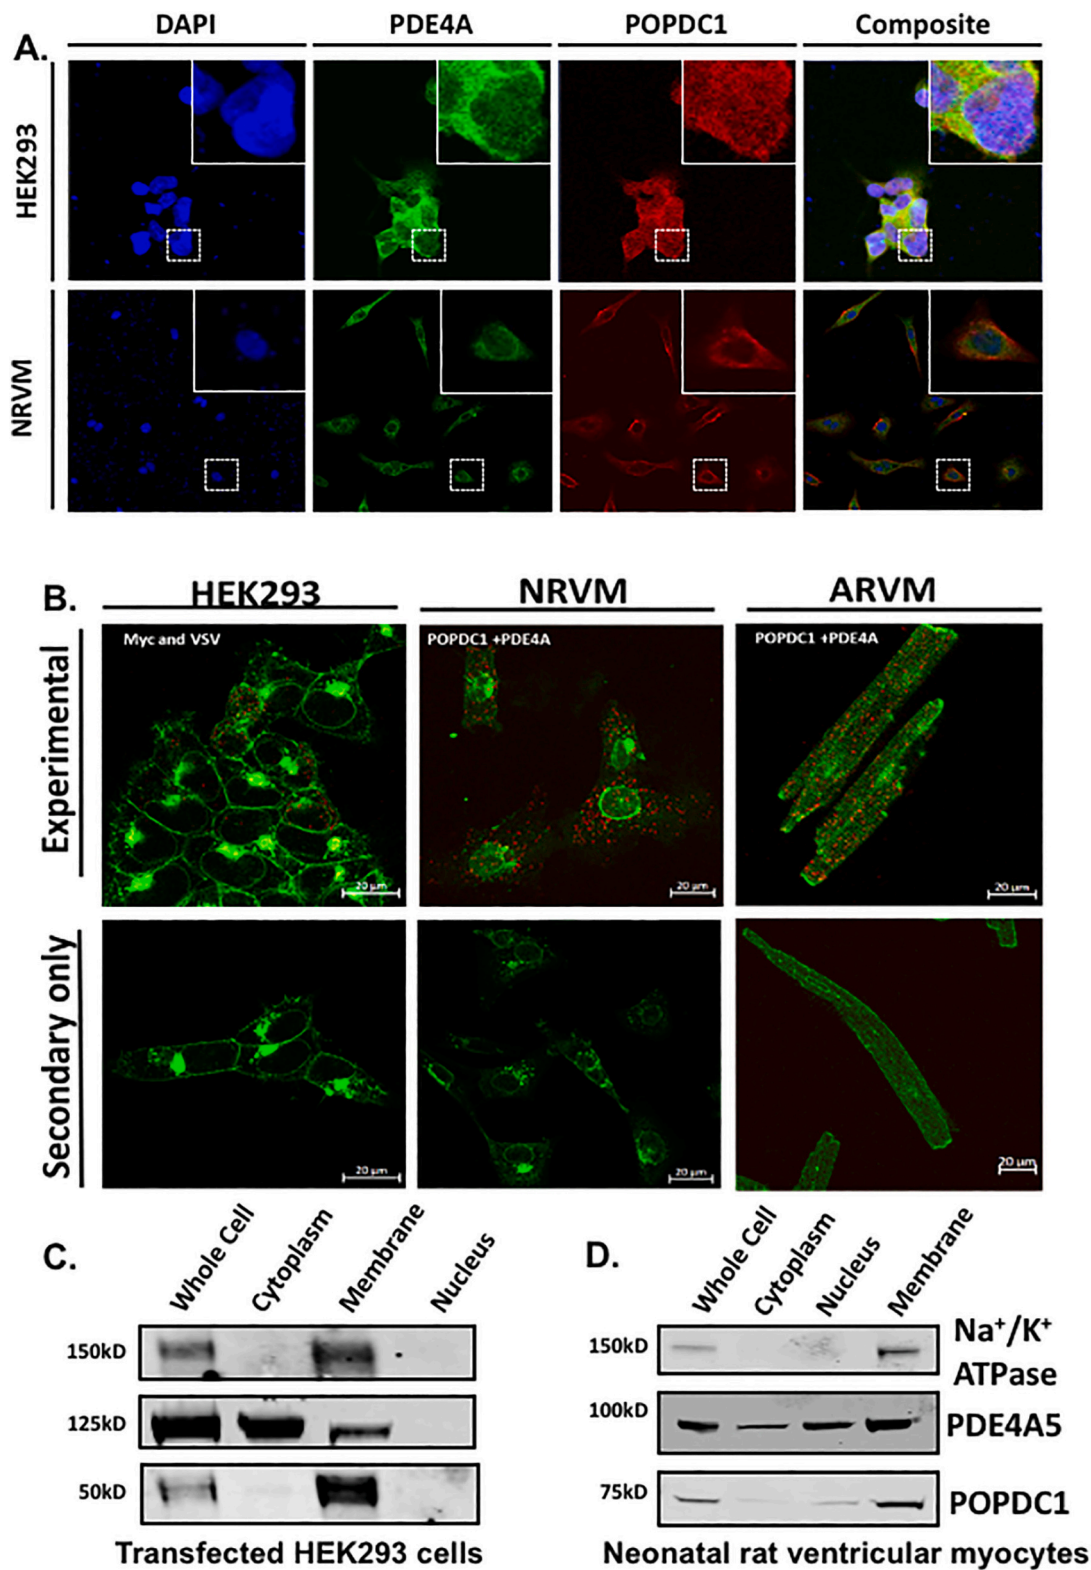 A.
DAPI PDE4A POPDC1 Composite
HEK293
NRVM
B.
HEK293 NRVM ARVM
Experimental
Myc and VSV POPDC1 +PDE4A POPDC1 +PDE4A
20 µm 20 µm 20 µm
Secondary only
20 µm 20 µm 20 µm
C.
Whole Cell Cytoplasm Membrane Nucleus
150kD
125kD
50kD
Transfected HEK293 cells
D.
Whole Cell Cytoplasm Nucleus Membrane
150kD Na⁺/K⁺
ATPase
100kD PDE4A5
75kD POPDC1
Neonatal rat ventricular myocytes